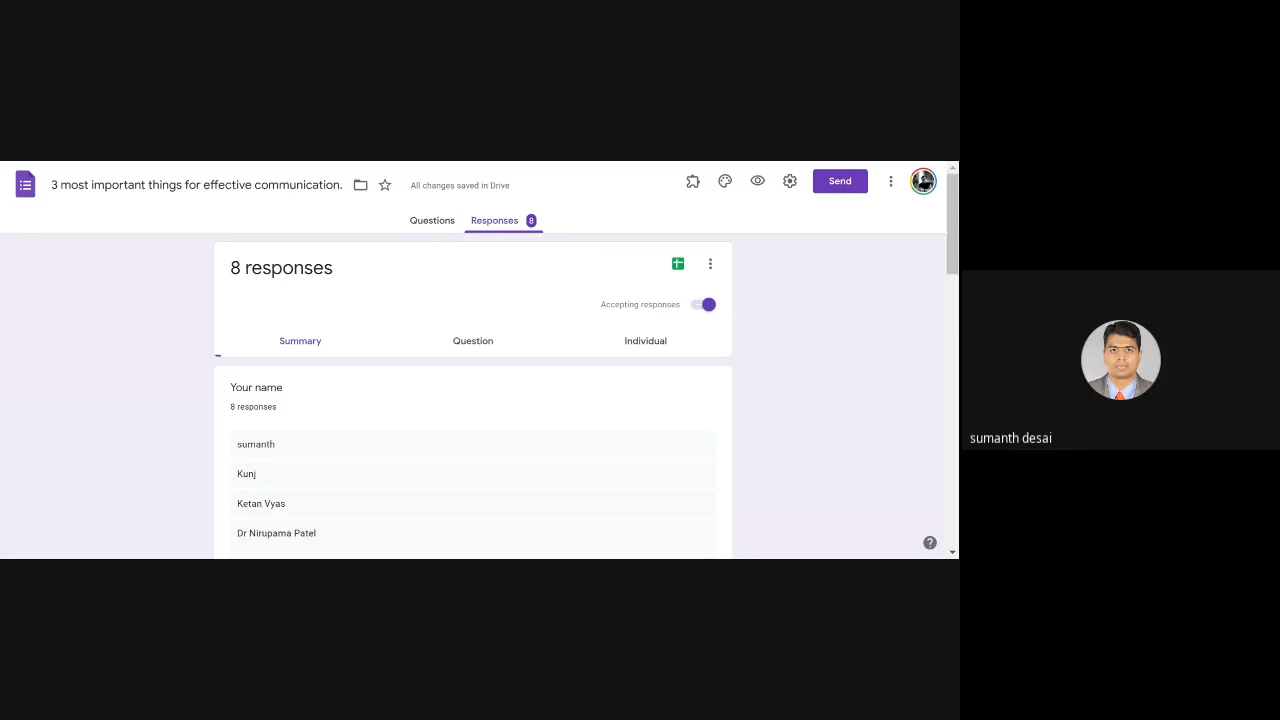 3 most important things for effective communication.
All changes saved in Drive
Send
Questions
Responses 8
8 responses
Accepting responses
Summary
Question
Individual
Your name
8 responses
sumanth
Kunj
Ketan Vyas
Dr Nirupama Patel
sumanth desai